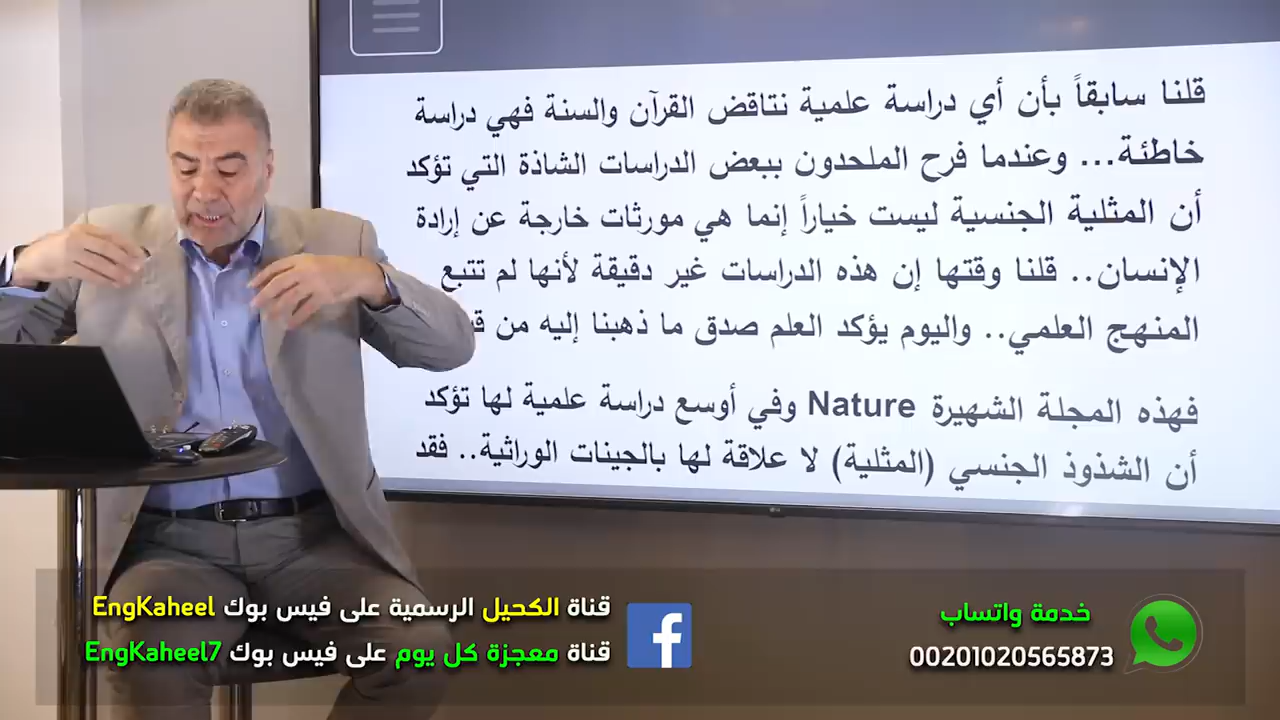 قلنا سابقاً بأن أي دراسة علمية نتاقض القرآن والسنة فهي دراسة
خاطئة... وعندما فرح الملحدون ببعض الدراسات الشاذة التي تؤكد
أن المثلية الجنسية ليست خياراً إنما هي مورثات خارجة عن إرادة
الإنسان.. قلنا وقتها إن هذه الدراسات غير دقيقة لأنها لم تتبع
المنهج العلمي.. واليوم يؤكد العلم صدق ما ذهبنا إليه من
فهذه المجلة الشهيرة Nature وفي أوسع دراسة علمية لها تؤكد
أن الشذوذ الجنسي (المثلية) لا علاقة لها بالجينات الوراثية.. فقد
قناة الكحيل الرسمية على فيس بوك EngKaheel
قناة معجزة كل يوم على فيس بوك EngKaheel7
خدمة واتساب
00201020565873